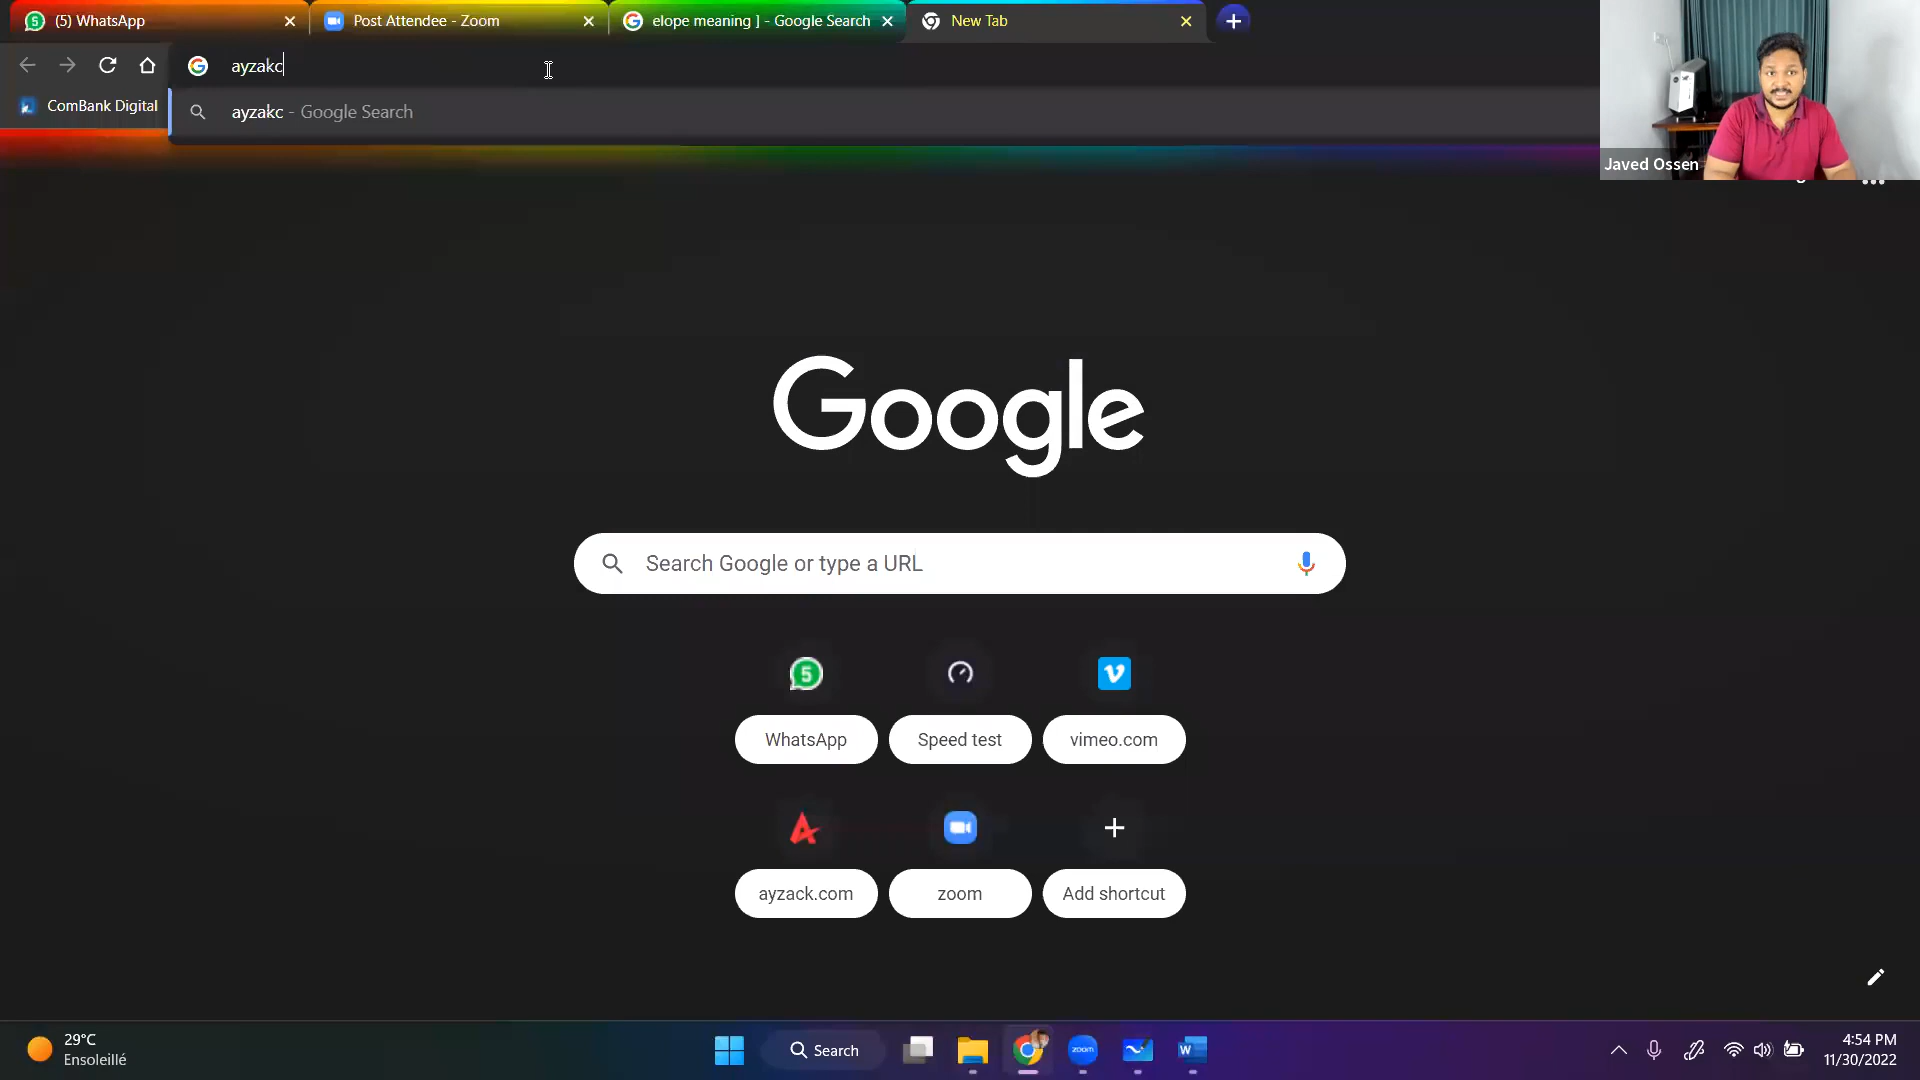 (5) WhatsApp
Post Attendee - Zoom
elope meaning ] - Google Search
New Tab
ayzakc
ComBank Digital
ayzakc - Google Search
Javed Ossen
Google
Search Google or type a URL
5
WhatsApp
Speed test
vimeo.com
ayzack.com
zoom
Add shortcut
29°C
Ensoleillé
Search
zoom
4:54 PM
11/30/2022